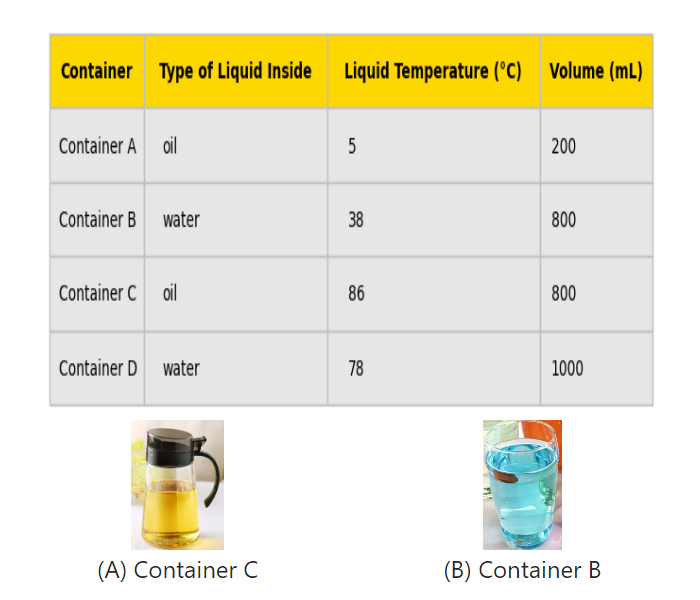 Container Type of Liquid Inside Liquid Temperature (°C) Volume (mL)
Container A oil 5 200
Container B water 38 800
Container C oil 86 800
Container D water 78 1000
(A) Container C (B) Container B